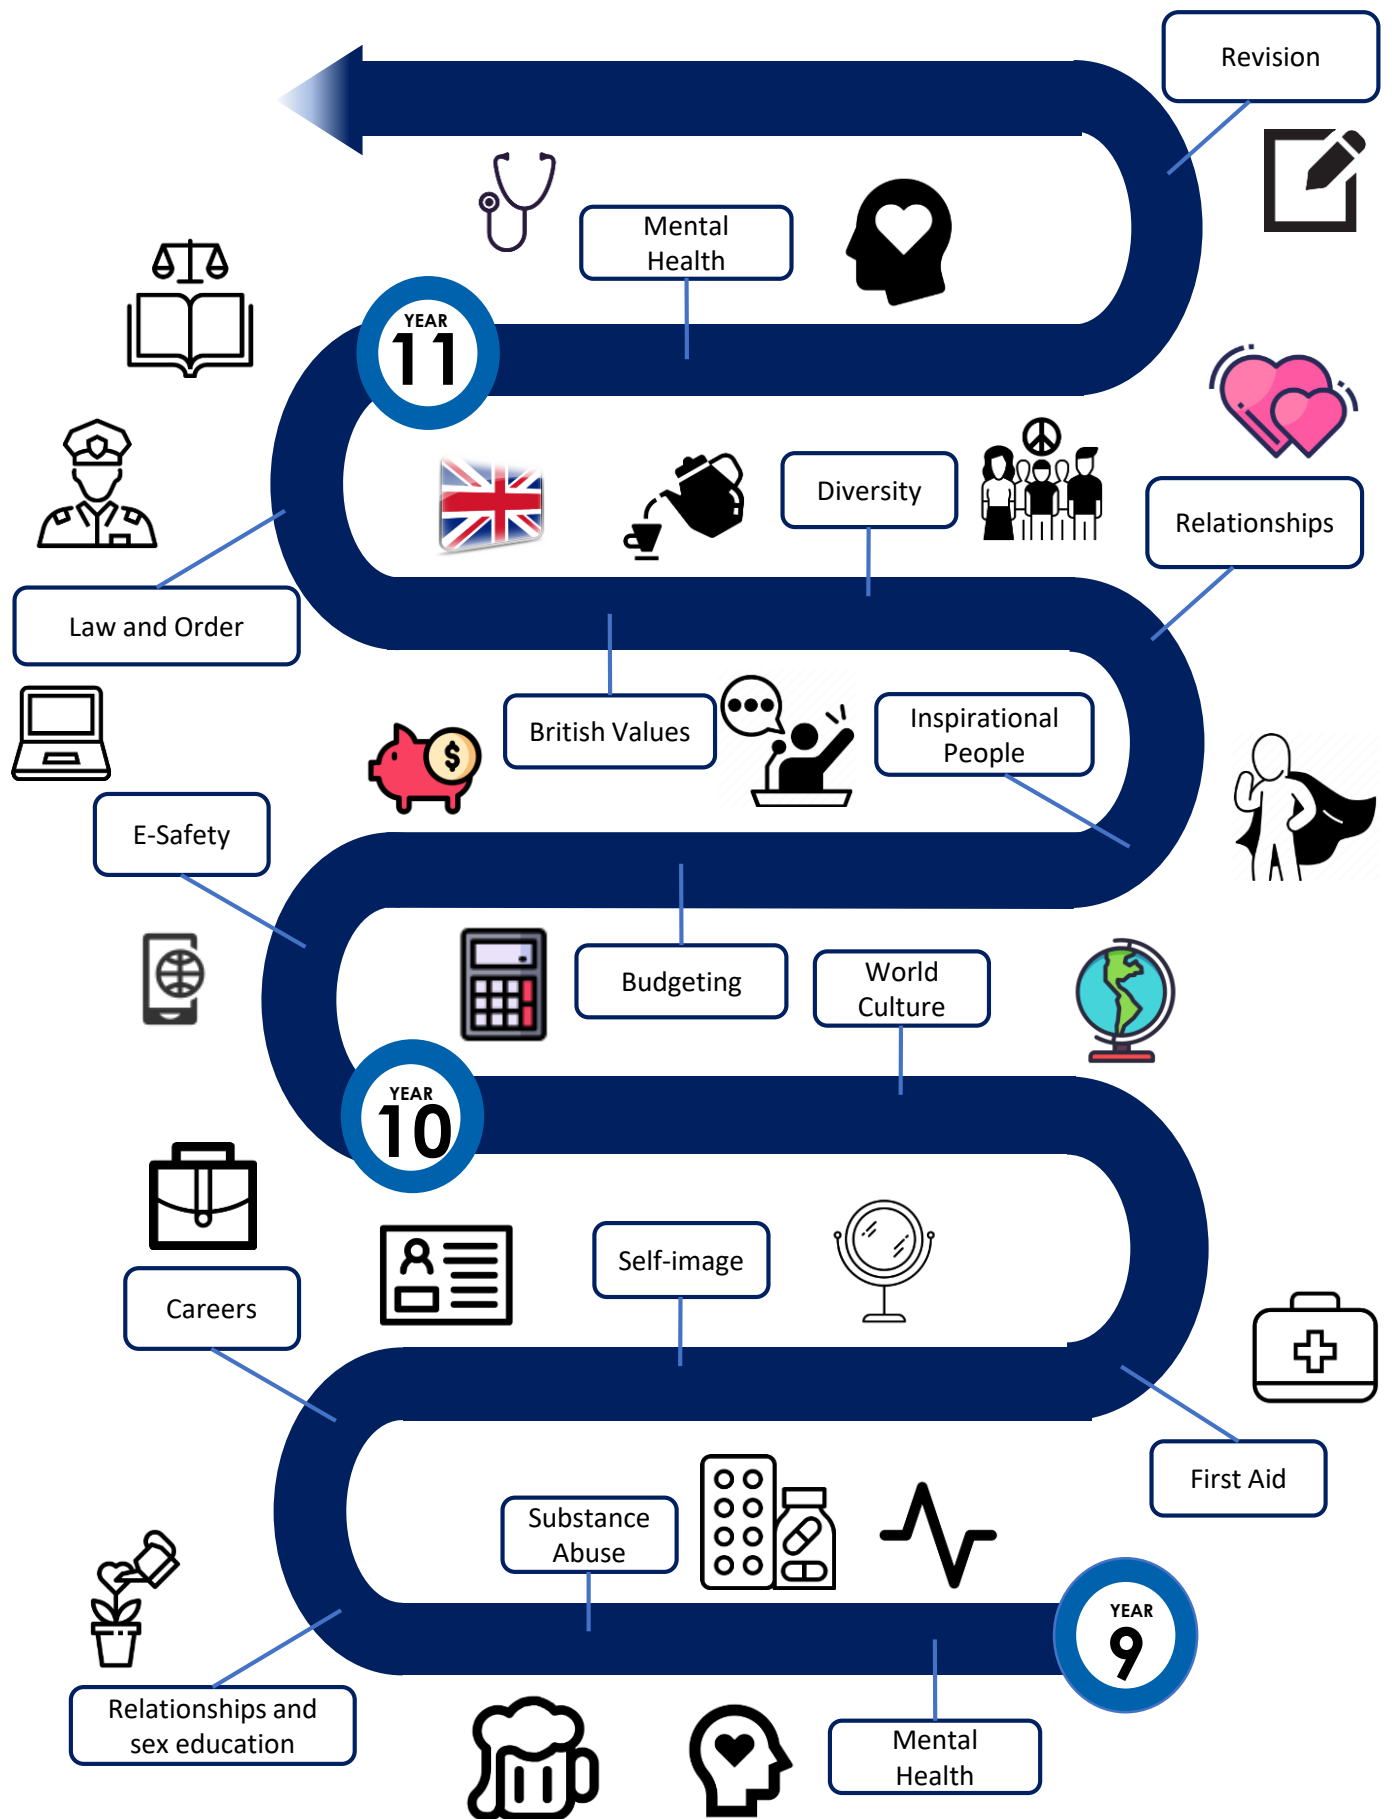 Revision
Mental
Health
YEAR
11
Diversity
Relationships
Law and Order
British Values
Inspirational
People
E-Safety
$
Budgeting
World
Culture
YEAR
10
Self-image
Careers
First Aid
Substance
Abuse
YEAR
9
Relationships and
sex education
Mental
Health